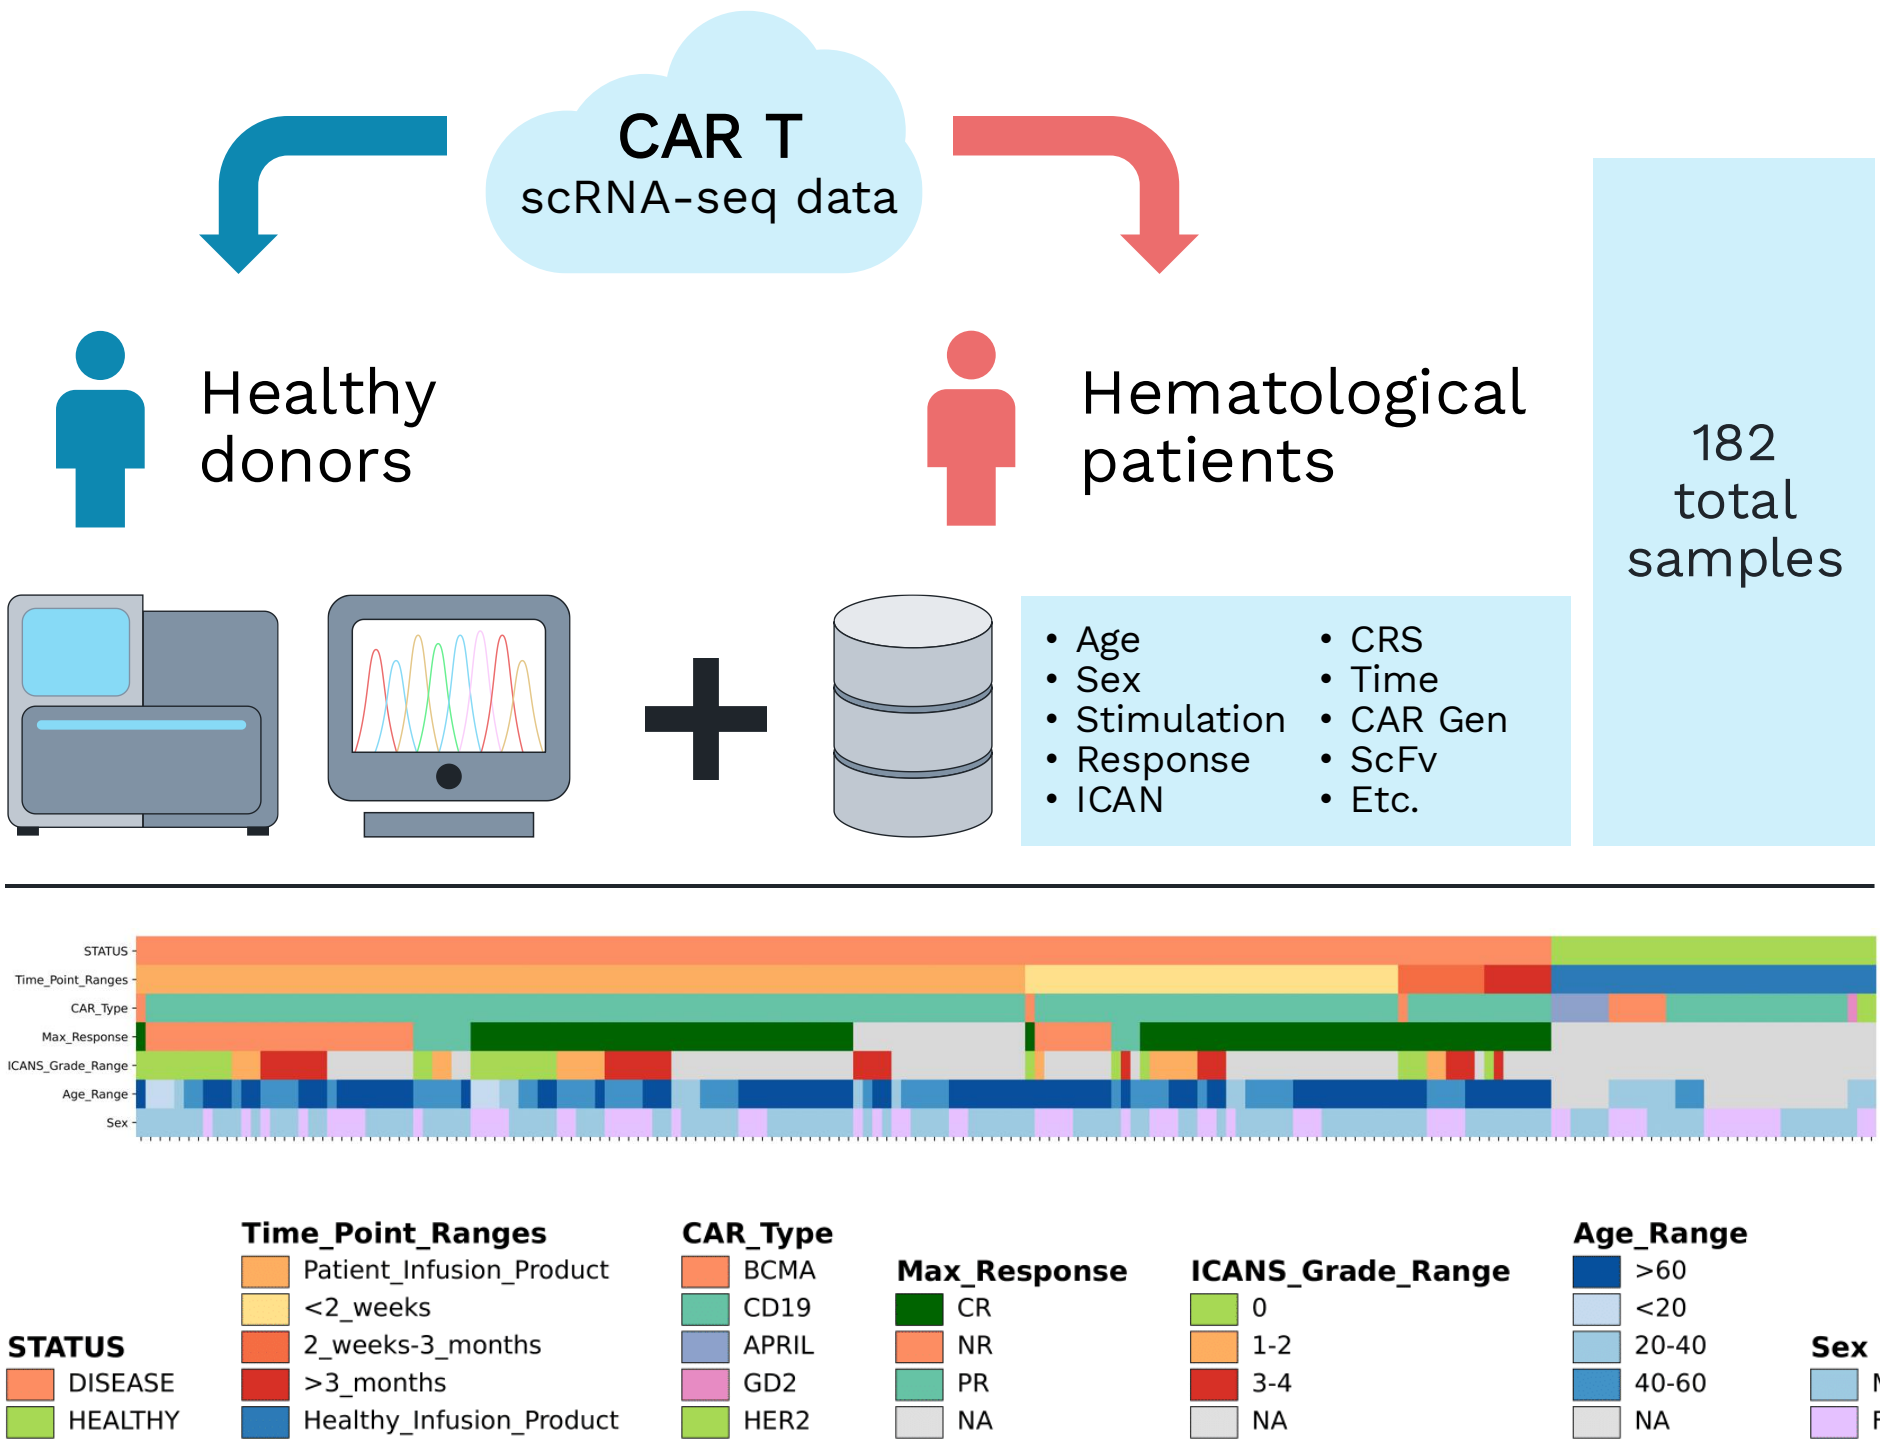 CAR T
scRNA-seq data
Healthy
donors
Hematological
patients
182
total
samples
• Age
• Sex
• Stimulation
• Response
• ICAN
• CRS
• Time
• CAR Gen
• ScFv
• Etc.
STATUS
Time_Point_Ranges
CAR_Type
Max_Response
ICANS_Grade_Range
Age_Range
Sex
STATUS
DISEASE
HEALTHY
Time_Point_Ranges
Patient_Infusion_Product
<2_weeks
2_weeks-3_months
>3_months
Healthy_Infusion_Product
CAR_Type
BCMA
CD19
APRIL
GD2
HER2
Max_Response
CR
NR
PR
NA
ICANS_Grade_Range
0
1-2
3-4
NA
Age_Range
>60
<20
20-40
40-60
NA
Sex